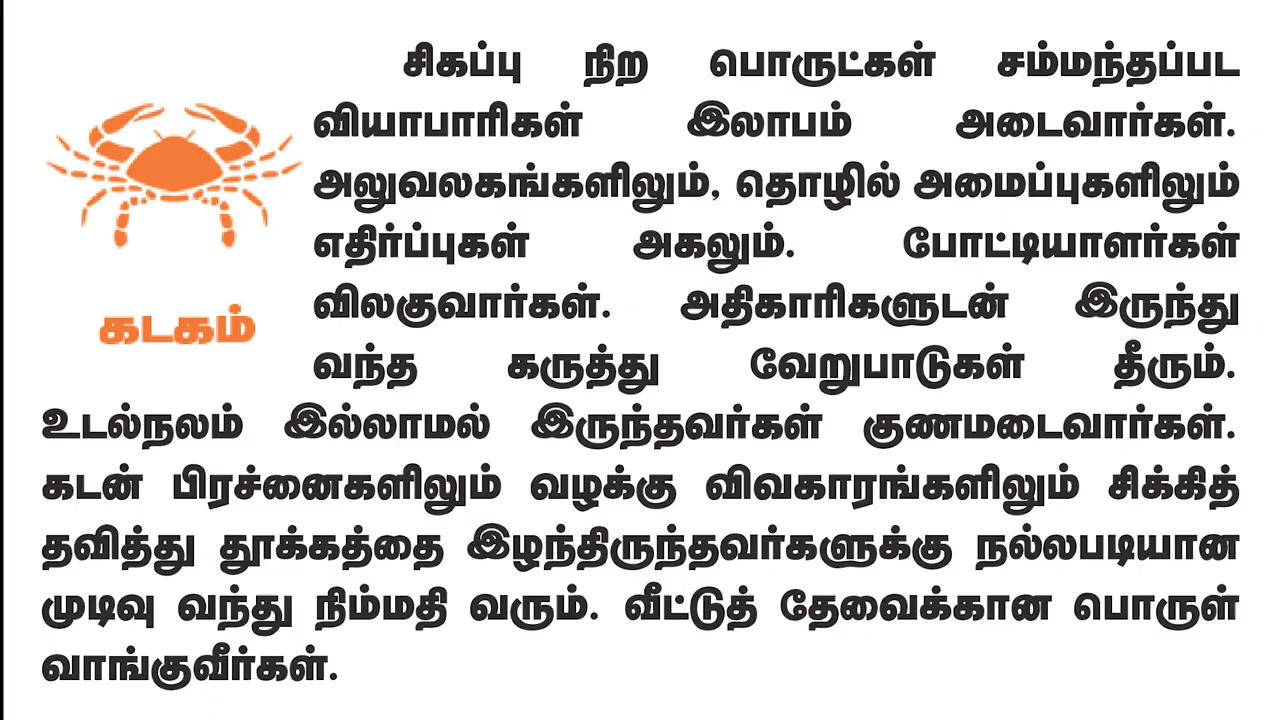 சிகப்பு நிற பொருட்கள் சம்மந்தப்பட
வியாபாரிகள் இலாபம் அடைவார்கள்.
அலுவலகங்களிலும், தொழில் அமைப்புகளிலும்
எதிர்ப்புகள் அகலும். போட்டியாளர்கள்
விலகுவார்கள். அதிகாரிகளுடன் இருந்து
கடகம்
வந்த கருத்து வேறுபாடுகள் தீரும்.
உடல்நலம் இல்லாமல் இருந்தவர்கள் குணமடைவார்கள்.
கடன் பிரச்னைகளிலும் வழக்கு விவகாரங்களிலும் சிக்கித்
தவித்து தூக்கத்தை இழந்திருந்தவர்களுக்கு நல்லபடியான
முடிவு வந்து நிம்மதி வரும். வீட்டுத் தேவைக்கான பொருள்
வாங்குவீர்கள்.